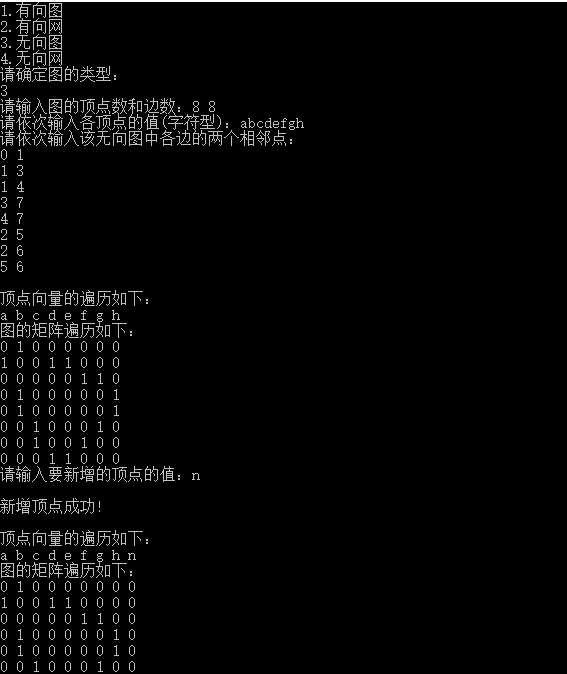 1.有向图
2.有向网
3.无向图
4.无向网
请确定图的类型:
3
请输入图的顶点数和边数: 8 8
请依次输入各顶点的值(字符型): abcdefgh
请依次输入该无向图中各边的两个相邻点:
0 1
1 3
1 4
3 7
4 7
2 5
2 6
5 6
顶点向量的遍历如下:
a b c d e f g h
图的矩阵遍历如下:
0 1 0 0 0 0 0 0
1 0 0 1 1 0 0 0
0 0 0 0 0 1 1 0
0 1 0 0 0 0 0 1
0 1 0 0 0 0 0 1
0 0 1 0 0 0 1 0
0 0 1 0 0 1 0 0
0 0 0 1 1 0 0 0
请输入要新增的顶点的值: n
新增顶点成功!
顶点向量的遍历如下:
a b c d e f g h n
图的矩阵遍历如下:
0 1 0 0 0 0 0 0 0
1 0 0 1 1 0 0 0 0
0 0 0 0 0 1 1 0 0
0 1 0 0 0 0 0 1 0
0 1 0 0 0 0 0 1 0
0 0 1 0 0 0 1 0 0